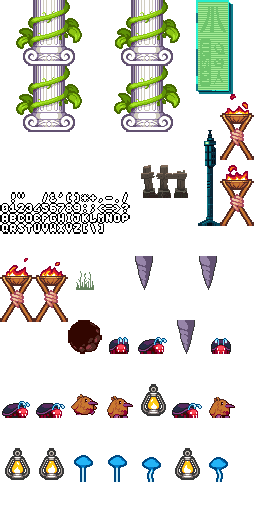 !" /&'()*+,-./
0123456789:;<=>?
ABCDEFGHIJKLMNOP
QRSTUVWXYZ[\]